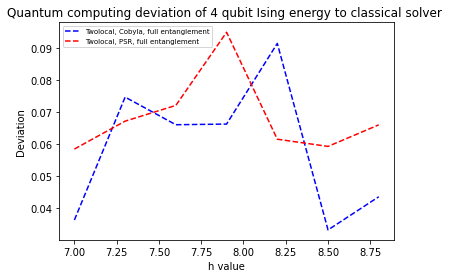 Quantum computing deviation of 4 qubit Ising energy to classical solver
Twolocal, Cobyla, full entanglement
Twolocal, PSR, full entanglement
0.09
0.08
0.07
0.06
0.05
0.04
Deviation
7.00 7.25 7.50 7.75 8.00 8.25 8.50 8.75
h value